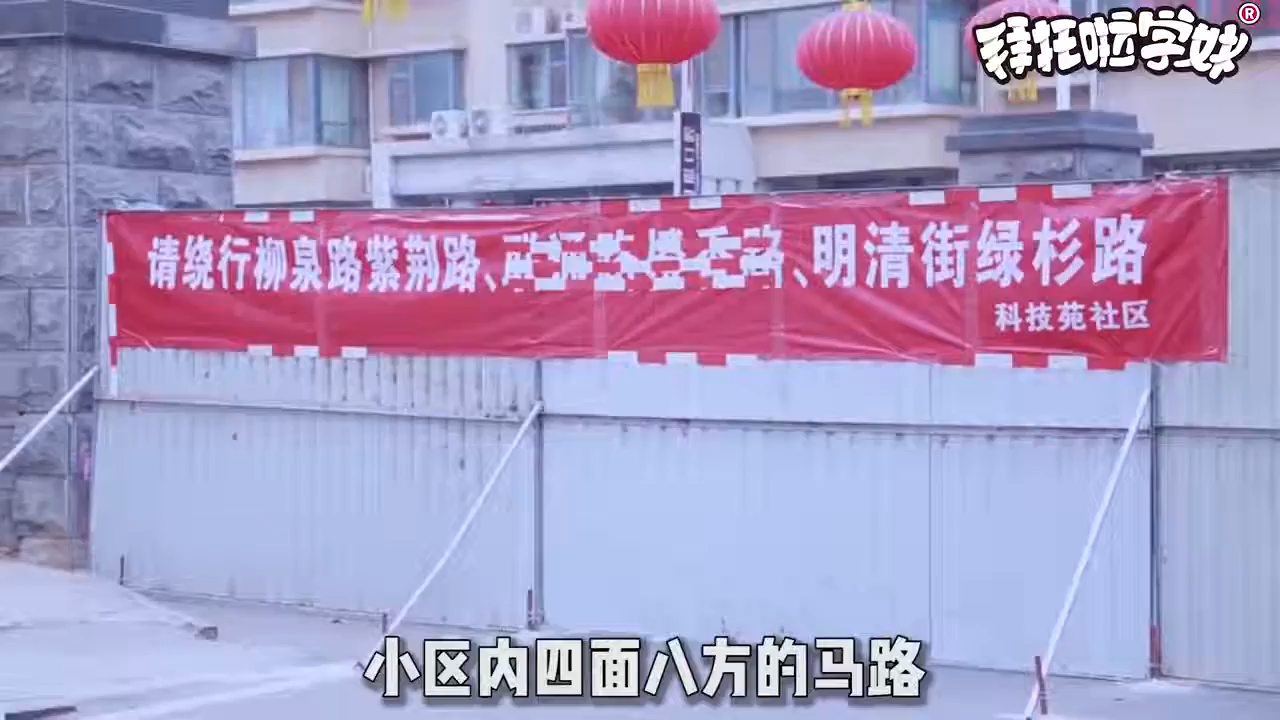 拜托啦学妹®
请绕行柳泉路紫荆路、路、明清街绿杉路
科技苑社区
小区内四面八方的马路